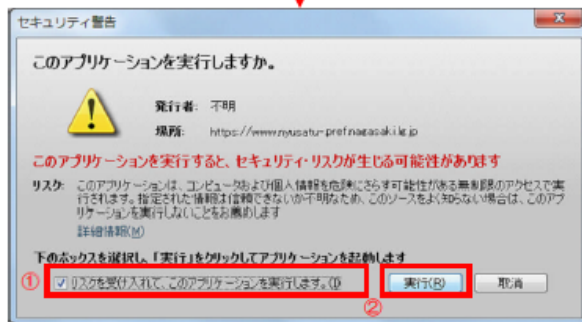 セキュリティ警告
このアプリケーションを実行しますか。
発行者: 不明
場所: https://www.nyusatu-pref.nagasaki.lg.jp
このアプリケーションを実行すると、セキュリティ・リスクが生じる可能性があります
リスク: このアプリケーションは、コンピュータおよび個人情報を危険にさらす可能性がある無制限のアクセスで実
行されます。指定された情報は信頼できないか不明なため、このソースをよく知らない場合は、このアプ
リケーションを実行しないことをお薦めします
詳細情報(M)
下のボックスを選択し、「実行」をクリックしてアプリケーションを起動します
① リスクを受け入れて、このアプリケーションを実行します。(I) 実行(R) 取消
②